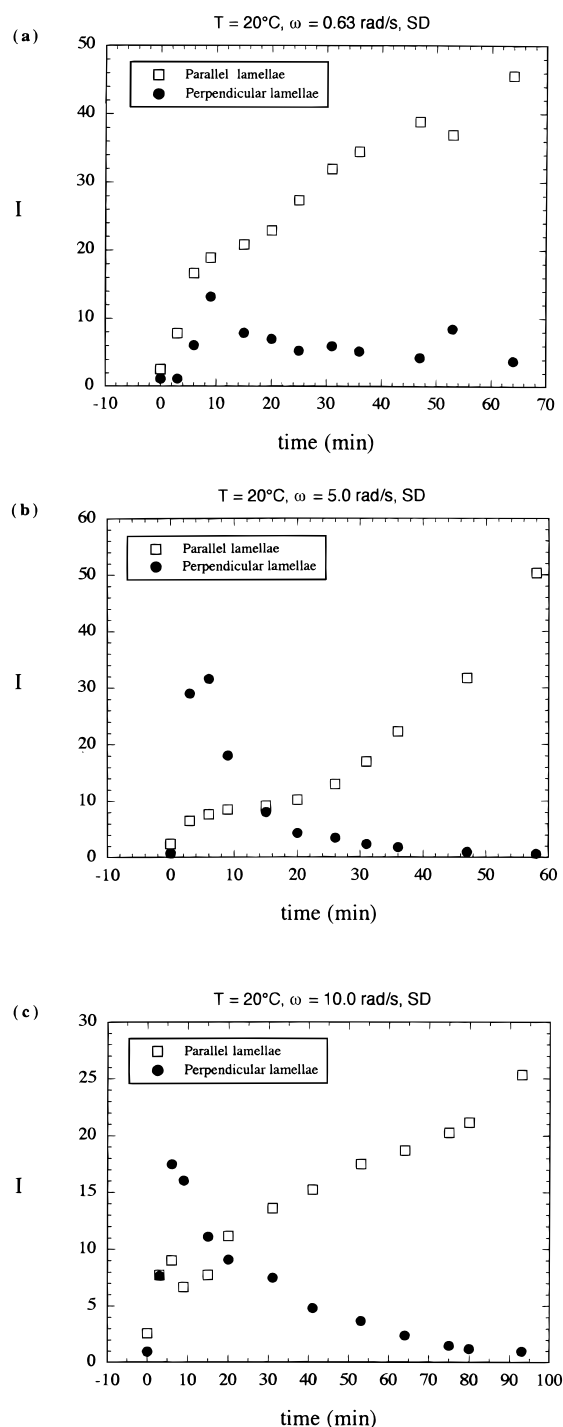 (a)
T = 20°C, ω = 0.63 rad/s, SD
50
Parallel lamellae
Perpendicular lamellae
40
30
I
20
10
0
-10 0 10 20 30 40 50 60 70
time (min)
(b)
T = 20°C, ω = 5.0 rad/s, SD
60
Parallel lamellae
Perpendicular lamellae
50
40
I
30
20
10
0
-10 0 10 20 30 40 50 60
time (min)
(c)
T = 20°C, ω = 10.0 rad/s, SD
30
Parallel lamellae
Perpendicular lamellae
25
20
I
15
10
5
0
-10 0 10 20 30 40 50 60 70 80 90 100
time (min)